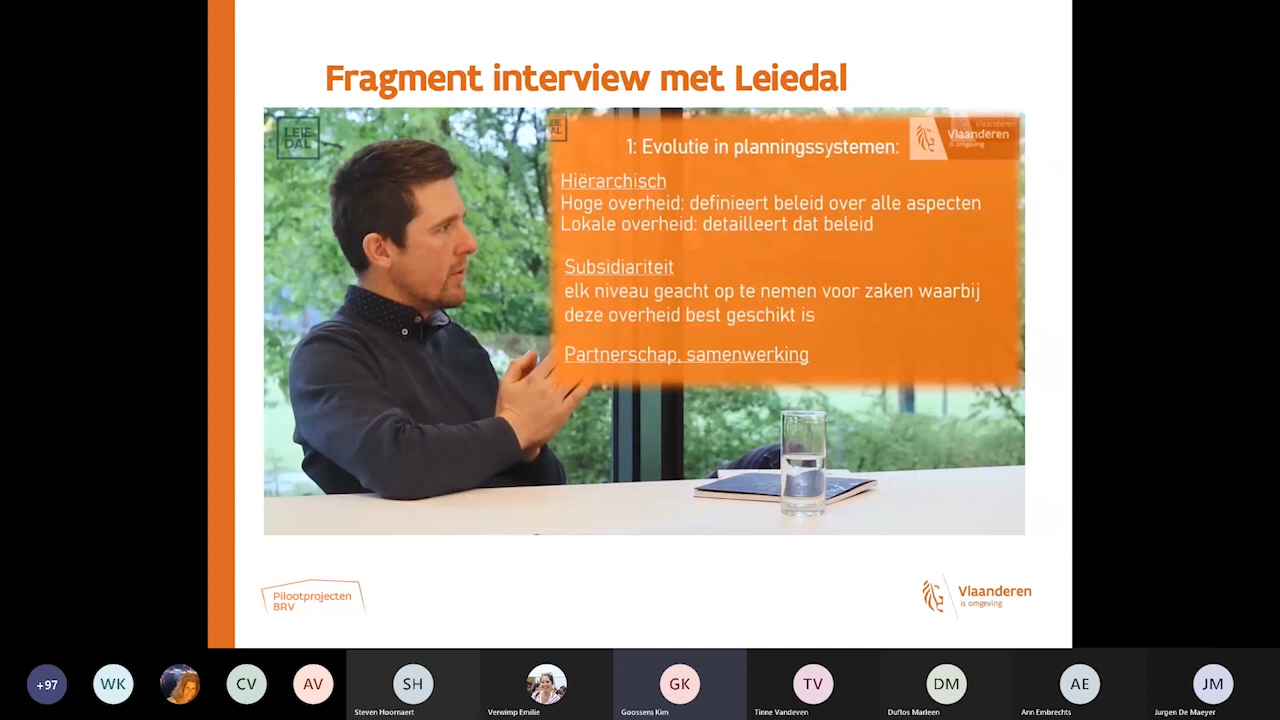 Fragment interview met Leiedal
LEIE
DAL
LEIE
AL
Vlaanderen
Vlaanderen
is omgeving
1: Evolutie in planningssystemen:
Hiërarchisch
Hoge overheid: definieert beleid over alle aspecten
Lokale overheid: detailleert dat beleid
Subsidiariteit
elk niveau geacht op te nemen voor zaken waarbij
deze overheid best geschikt is
Partnerschap, samenwerking
Pilootprojecten
BRV
Vlaanderen
is omgeving
+97
WK
CV
AV
SH
GK
TV
DM
AE
JM
Steven Hoornaert
Verwimp Emilie
Goossens Kim
Tinne Vandeven
Duflos Marleen
Ann Embrechts
Jurgen De Maeyer